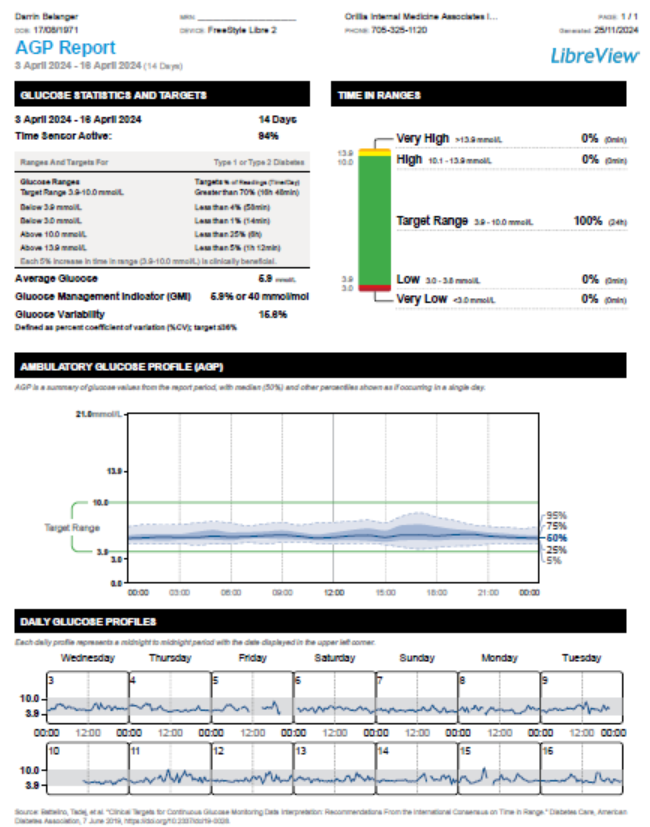 Darrin Belanger MRN: Orillia Internal Medicine Associates I... PAGE: 1 / 1
DOB: 17/08/1971 DEVICE: FreeStyle Libre 2 PHONE: 705-325-1120 Generated: 25/11/2024
AGP Report
LibreView
3 April 2024 - 16 April 2024 (14 Days)
GLUCOSE STATISTICS AND TARGETS
3 April 2024 - 16 April 2024 14 Days
Time Sensor Active: 94%
Ranges And Targets For Type 1 or Type 2 Diabetes
Glucose Ranges Targets % of Readings (Time/Day)
Target Range 3.9-10.0 mmol/L Greater than 70% (16h 48min)
Below 3.9 mmol/L Less than 4% (58min)
Below 3.0 mmol/L Less than 1% (14min)
Above 10.0 mmol/L Less than 25% (6h)
Above 13.9 mmol/L Less than 5% (1h 12min)
Each 5% increase in time in range (3.9-10.0 mmol/L) is clinically beneficial.
Average Glucose 5.9 mmol/L
Glucose Management Indicator (GMI) 5.9% or 40 mmol/mol
Glucose Variability 15.6%
Defined as percent coefficient of variation (%CV); target ≤36%
TIME IN RANGES
Very High >13.9 mmol/L 0% (0min)
13.9
10.0
High 10.1 - 13.9 mmol/L 0% (0min)
Target Range 3.9 - 10.0 mmol/L 100% (24h)
3.9
3.0
Low 3.0 - 3.8 mmol/L 0% (0min)
Very Low <3.0 mmol/L 0% (0min)
AMBULATORY GLUCOSE PROFILE (AGP)
AGP is a summary of glucose values from the report period, with median (50%) and other percentiles shown as if occurring in a single day.
21.0mmol/L
13.9
10.0
Target Range
3.9
3.0
0.0
95%
75%
50%
25%
5%
00:00 03:00 06:00 09:00 12:00 15:00 18:00 21:00 00:00
DAILY GLUCOSE PROFILES
Each daily profile represents a midnight to midnight period with the date displayed in the upper left corner.
Wednesday Thursday Friday Saturday Sunday Monday Tuesday
3 4 5 6 7 8 9
10.0
3.9
00:00 12:00 00:00 12:00 00:00 12:00 00:00 12:00 00:00 12:00 00:00 12:00 00:00 12:00 00:00
10 11 12 13 14 15 16
10.0
3.9
Source: Battelino, Tadej, et al. "Clinical Targets for Continuous Glucose Monitoring Data Interpretation: Recommendations From the International Consensus on Time in Range." Diabetes Care, American
Diabetes Association, 7 June 2019, https://doi.org/10.2337/dci19-0028.